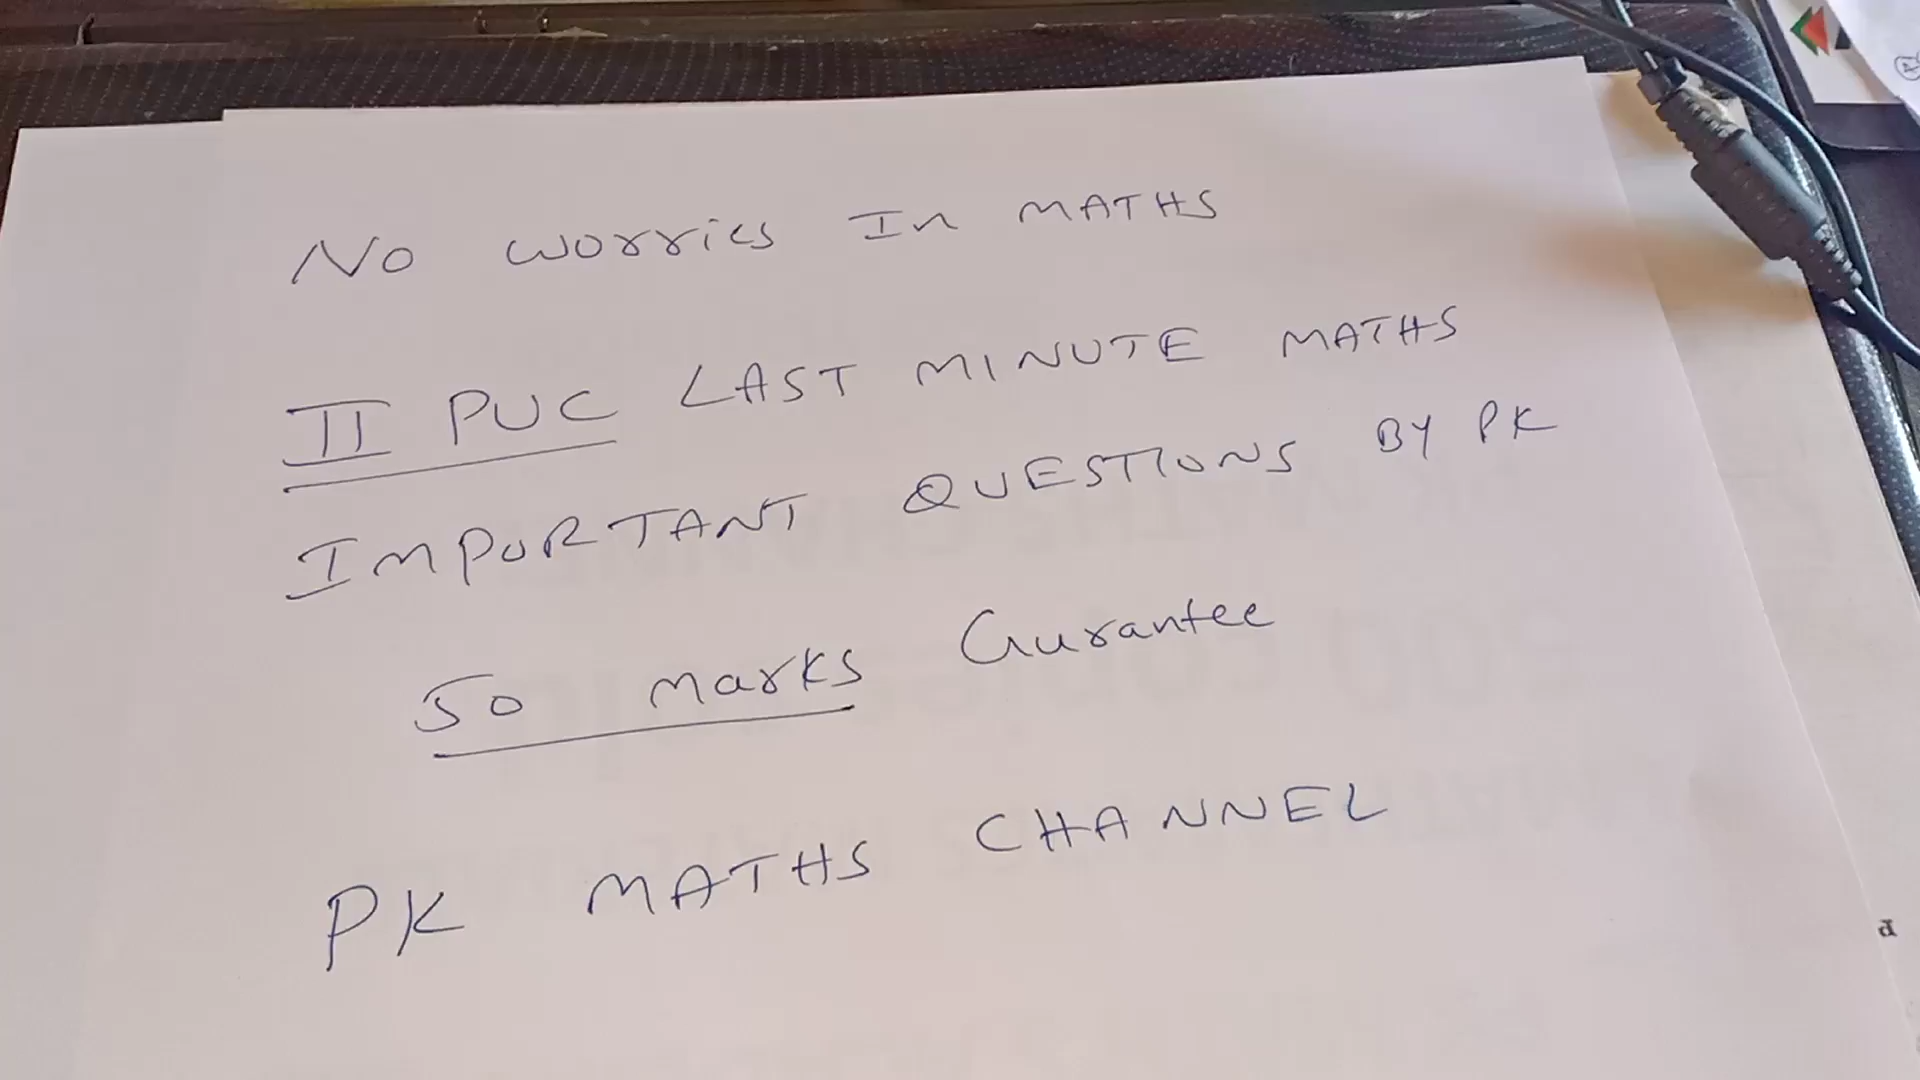 No worries In MATHS
II PUC LAST MINUTE MATHS
IMPORTANT QUESTIONS BY PK
50 marks Gurantee
PK MATHS CHANNEL